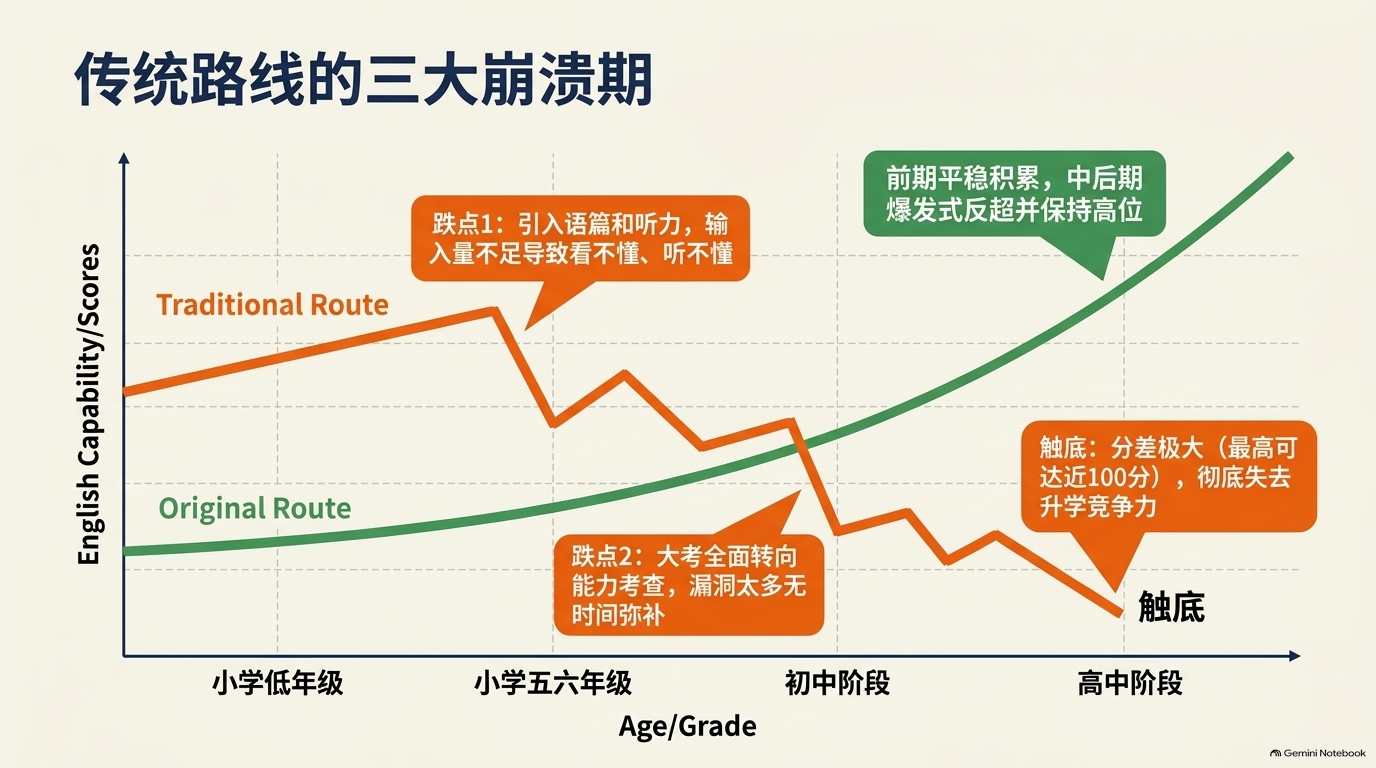 传统路线的三大崩溃期
前期平稳积累，中后期
爆发式反超并保持高位
跌点1：引入语篇和听力，输
入量不足导致看不懂、听不懂
Traditional Route
English Capability/Scores
触底：分差极大（最高可
达近100分），彻底失去
升学竞争力
Original Route
跌点2：大考全面转向
能力考查，漏洞太多无
时间弥补
触底
小学低年级
小学五六年级
初中阶段
高中阶段
Age/Grade
Gemini Notebook